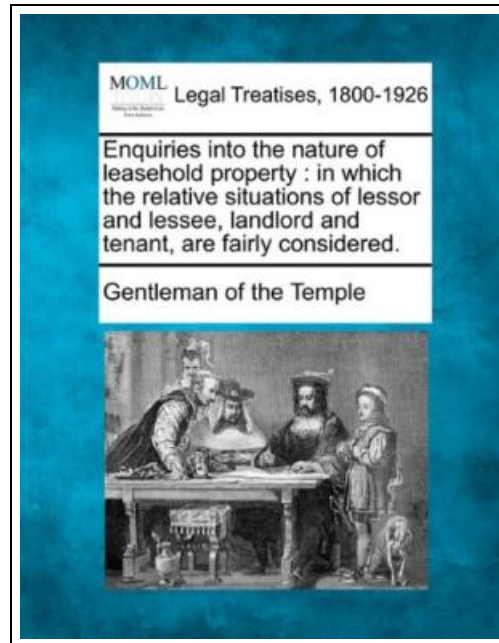 MOML
Legal Treatises, 1800-1926
Enquiries into the nature of
leasehold property : in which
the relative situations of lessor
and lessee, landlord and
tenant, are fairly considered.
Gentleman of the Temple